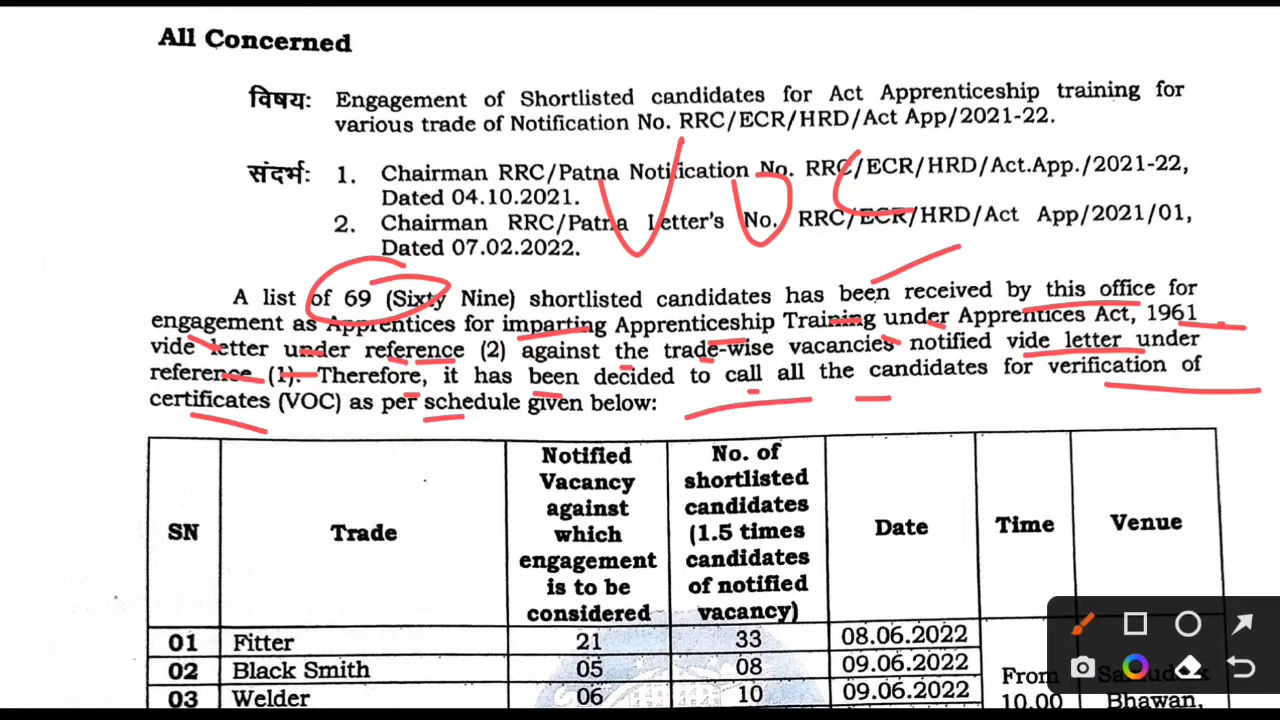 All Concerned
विषय: Engagement of Shortlisted candidates for Act Apprenticeship training for
various trade of Notification No. RRC/ECR/HRD/Act App/2021-22.
संदर्भ: 1. Chairman RRC/Patna Notification No. RRC/ECR/HRD/Act.App./2021-22,
Dated 04.10.2021.
2. Chairman RRC/Patna Letter's No. RRC/ECR/HRD/Act App/2021/01,
Dated 07.02.2022.
A list of 69 (Sixty Nine) shortlisted candidates has been received by this office for
engagement as Apprentices for imparting Apprenticeship Training under Apprentices Act, 1961
vide letter under reference (2) against the trade-wise vacancies notified vide letter under
reference (1). Therefore, it has been decided to call all the candidates for verification of
certificates (VOC) as per schedule given below:
SN Trade Notified Vacancy against which engagement is to be considered No. of shortlisted candidates (1.5 times candidates of notified vacancy) Date Time Venue
01 Fitter 21 33 08.06.2022
02 Black Smith 05 08 09.06.2022
03 Welder 06 10 09.06.2022
From
10.00
Bhawan,
VOC